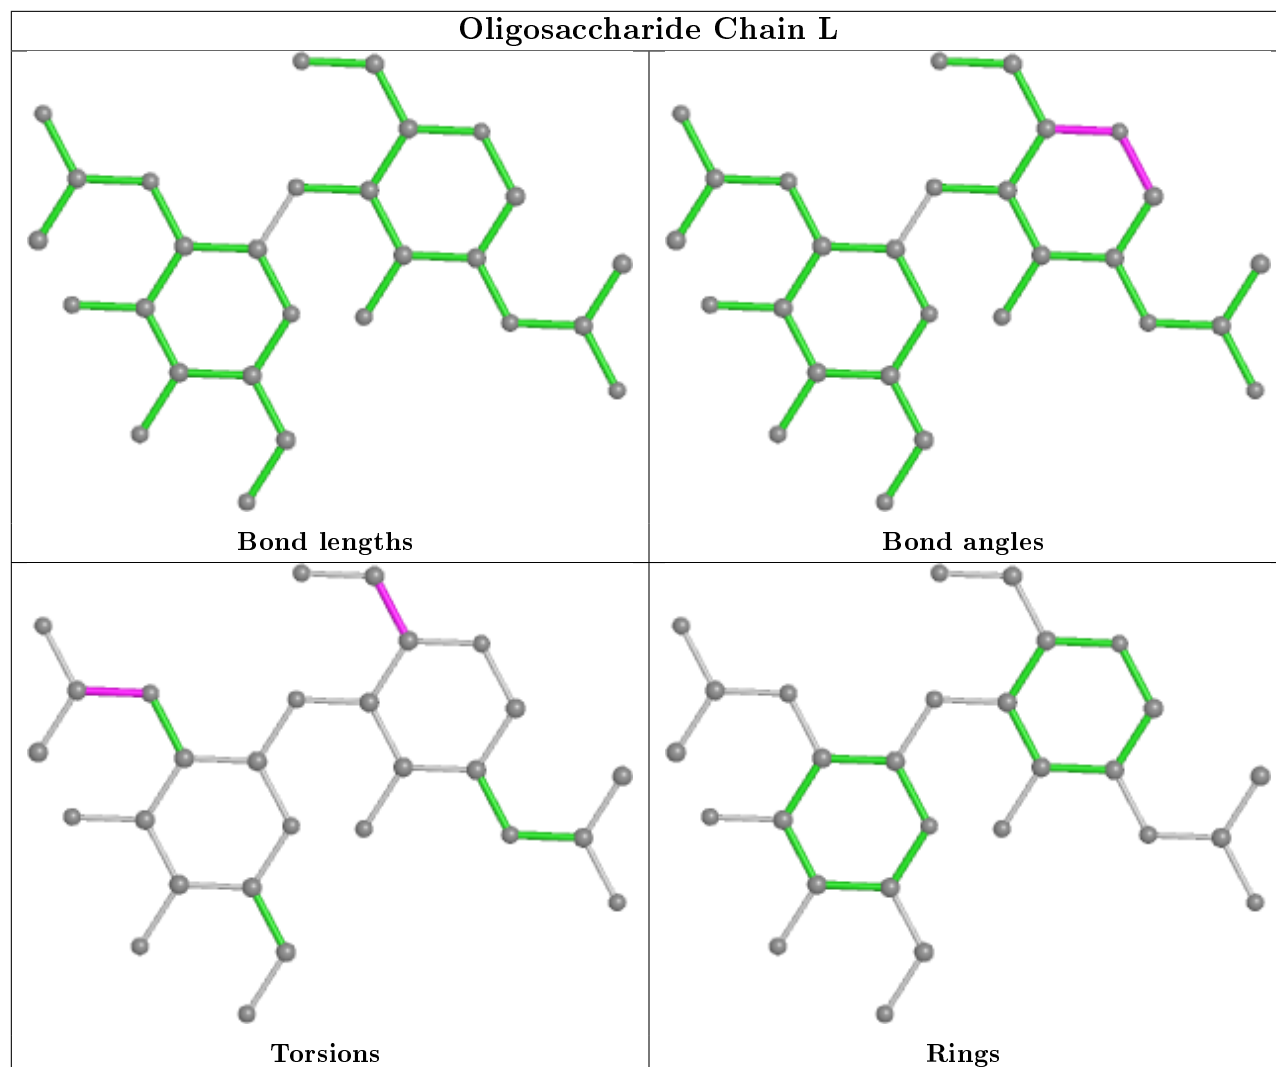 Oligosaccharide Chain L
Bond lengths
Bond angles
Torsions
Rings